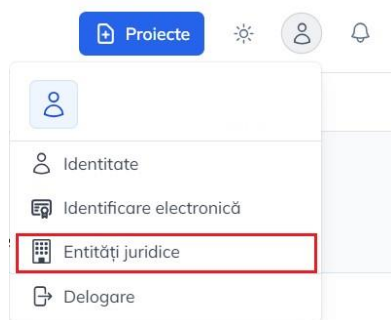 Proiecte
Identitate
Identificare electronică
Entități juridice
Delogare